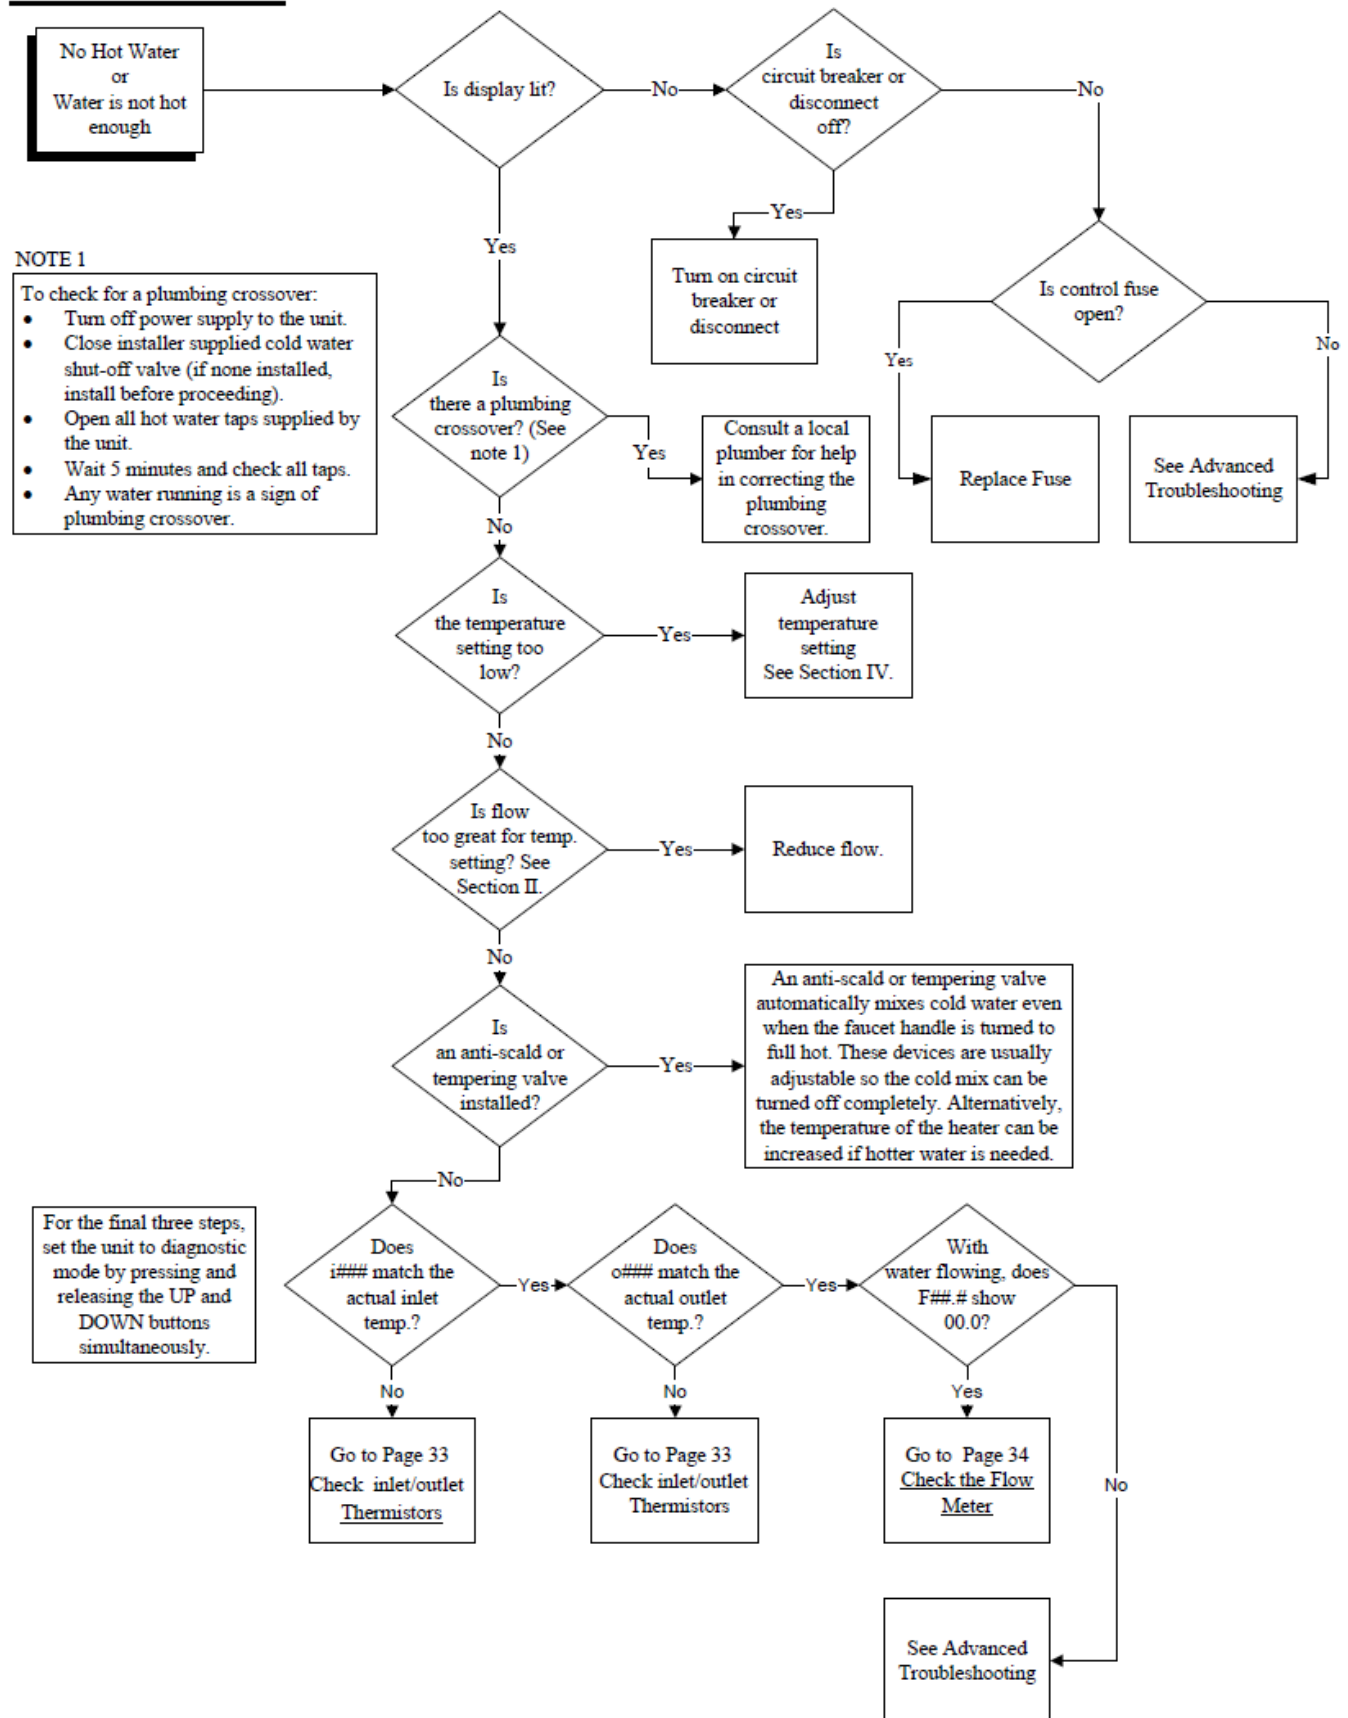 No Hot Water
or
Water is not hot
enough
Is display lit?
No
Is
circuit breaker or
disconnect
off?
No
Yes
Turn on circuit
breaker or
disconnect
Is control fuse
open?
Yes
No
Replace Fuse
See Advanced
Troubleshooting
Yes
NOTE 1
To check for a plumbing crossover:
• Turn off power supply to the unit.
• Close installer supplied cold water
shut-off valve (if none installed,
install before proceeding).
• Open all hot water taps supplied by
the unit.
• Wait 5 minutes and check all taps.
• Any water running is a sign of
plumbing crossover.
Is
there a plumbing
crossover? (See
note 1)
Yes
Consult a local
plumber for help
in correcting the
plumbing
crossover.
No
Is
the temperature
setting too
low?
Yes
Adjust
temperature
setting
See Section IV.
No
Is flow
too great for temp.
setting? See
Section II.
Yes
Reduce flow.
No
Is
an anti-scald or
tempering valve
installed?
Yes
An anti-scald or tempering valve
automatically mixes cold water even
when the faucet handle is turned to
full hot. These devices are usually
adjustable so the cold mix can be
turned off completely. Alternatively,
the temperature of the heater can be
increased if hotter water is needed.
No
For the final three steps,
set the unit to diagnostic
mode by pressing and
releasing the UP and
DOWN buttons
simultaneously.
Does
i### match the
actual inlet
temp.?
Yes
Does
o### match the
actual outlet
temp.?
Yes
With
water flowing, does
F##.# show
00.0?
No
Go to Page 33
Check inlet/outlet
Thermistors
No
Go to Page 33
Check inlet/outlet
Thermistors
Yes
Go to Page 34
Check the Flow
Meter
No
See Advanced
Troubleshooting